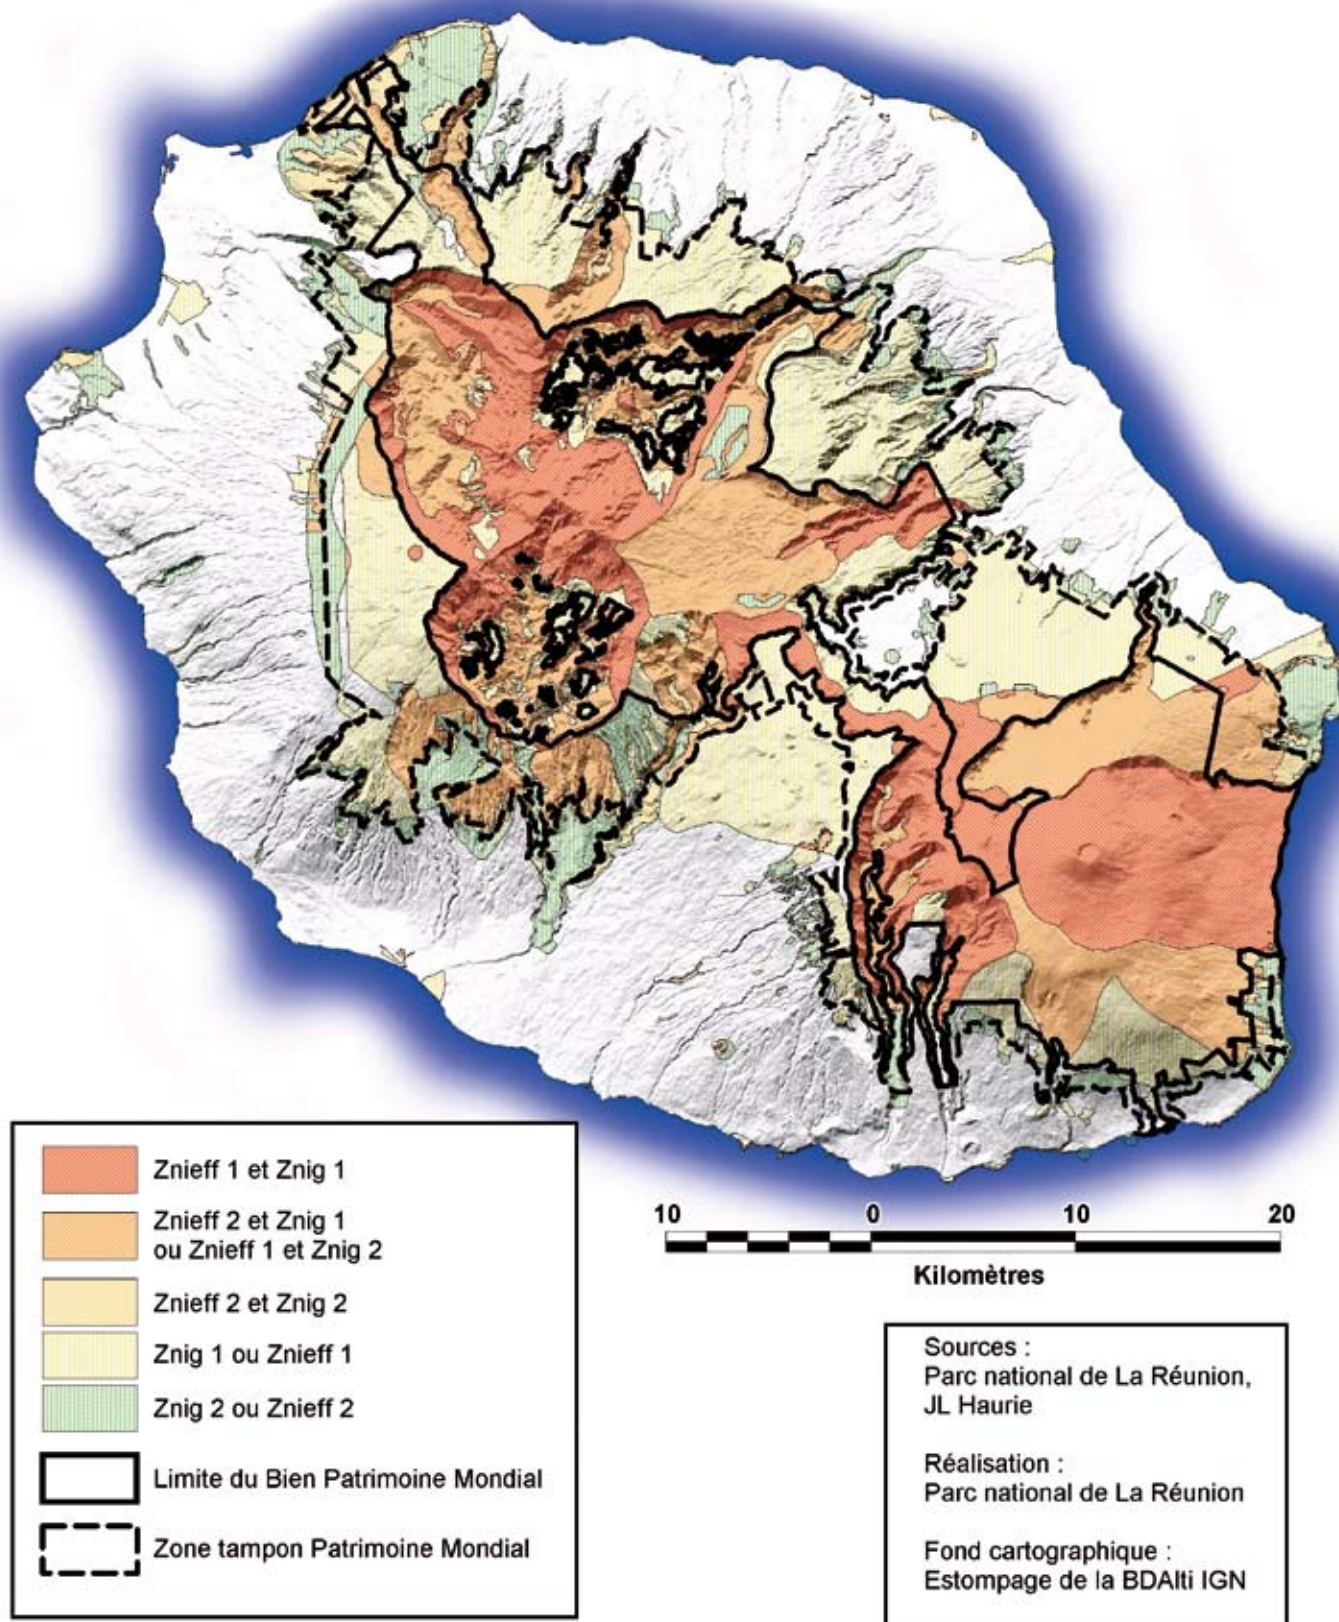 Znieff 1 et Znig 1
Znieff 2 et Znig 1
ou Znieff 1 et Znig 2
Znieff 2 et Znig 2
Znig 1 ou Znieff 1
Znig 2 ou Znieff 2
Limite du Bien Patrimoine Mondial
Zone tampon Patrimoine Mondial
10 0 10 20
Kilomètres
Sources :
Parc national de La Réunion,
JL Haurie
Réalisation :
Parc national de La Réunion
Fond cartographique :
Estompage de la BDAlti IGN